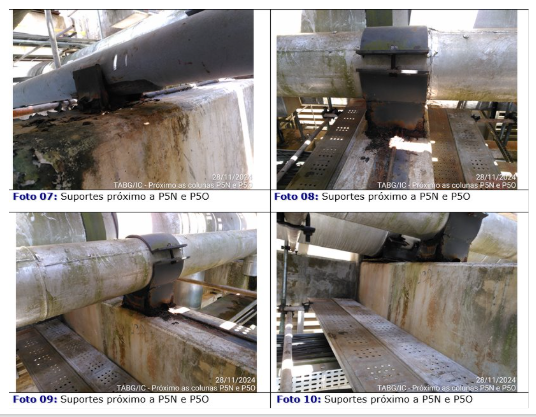 28/11/2024
TABG/IC - Próximo as colunas P5N e P5O
28/11/2024
TABG/IC - Próximo as colunas P5N e P5O
Foto 07: Suportes próximo a P5N e P5O
Foto 08: Suportes próximo a P5N e P5O
28/11/2024
TABG/IC - Próximo as colunas P5N e P5O
28/11/2024
TABG/IC - Próximo as colunas P5N e P5O
Foto 09: Suportes próximo a P5N e P5O
Foto 10: Suportes próximo a P5N e P5O